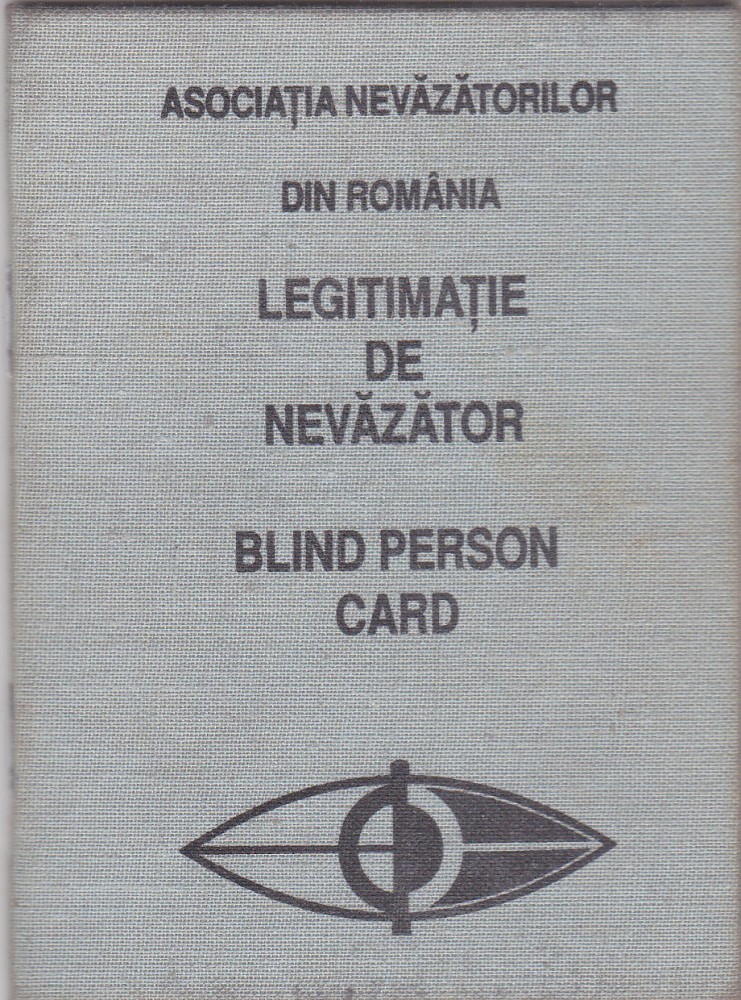 ASOCIAȚIA NEVĂZĂTORILOR
DIN ROMÂNIA
LEGITIMAȚIE
DE
NEVĂZĂTOR
BLIND PERSON
CARD